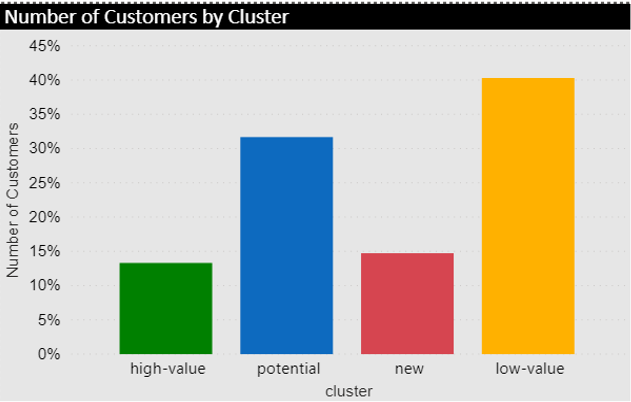 Number of Customers by Cluster
45%
40%
35%
30%
25%
20%
15%
10%
5%
0%
Number of Customers
high-value potential new low-value
cluster